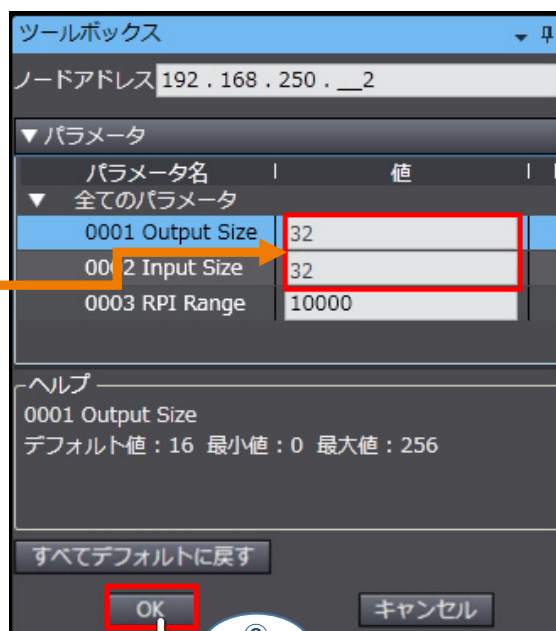 ツールボックス
ノードアドレス 192 . 168 . 250 . __2
▼ パラメータ
パラメータ名 値
▼ 全てのパラメータ
0001 Output Size 32
0002 Input Size 32
0003 RPI Range 10000
ヘルプ
0001 Output Size
デフォルト値：16 最小値：0 最大値：256
すべてデフォルトに戻す
OK キャンセル